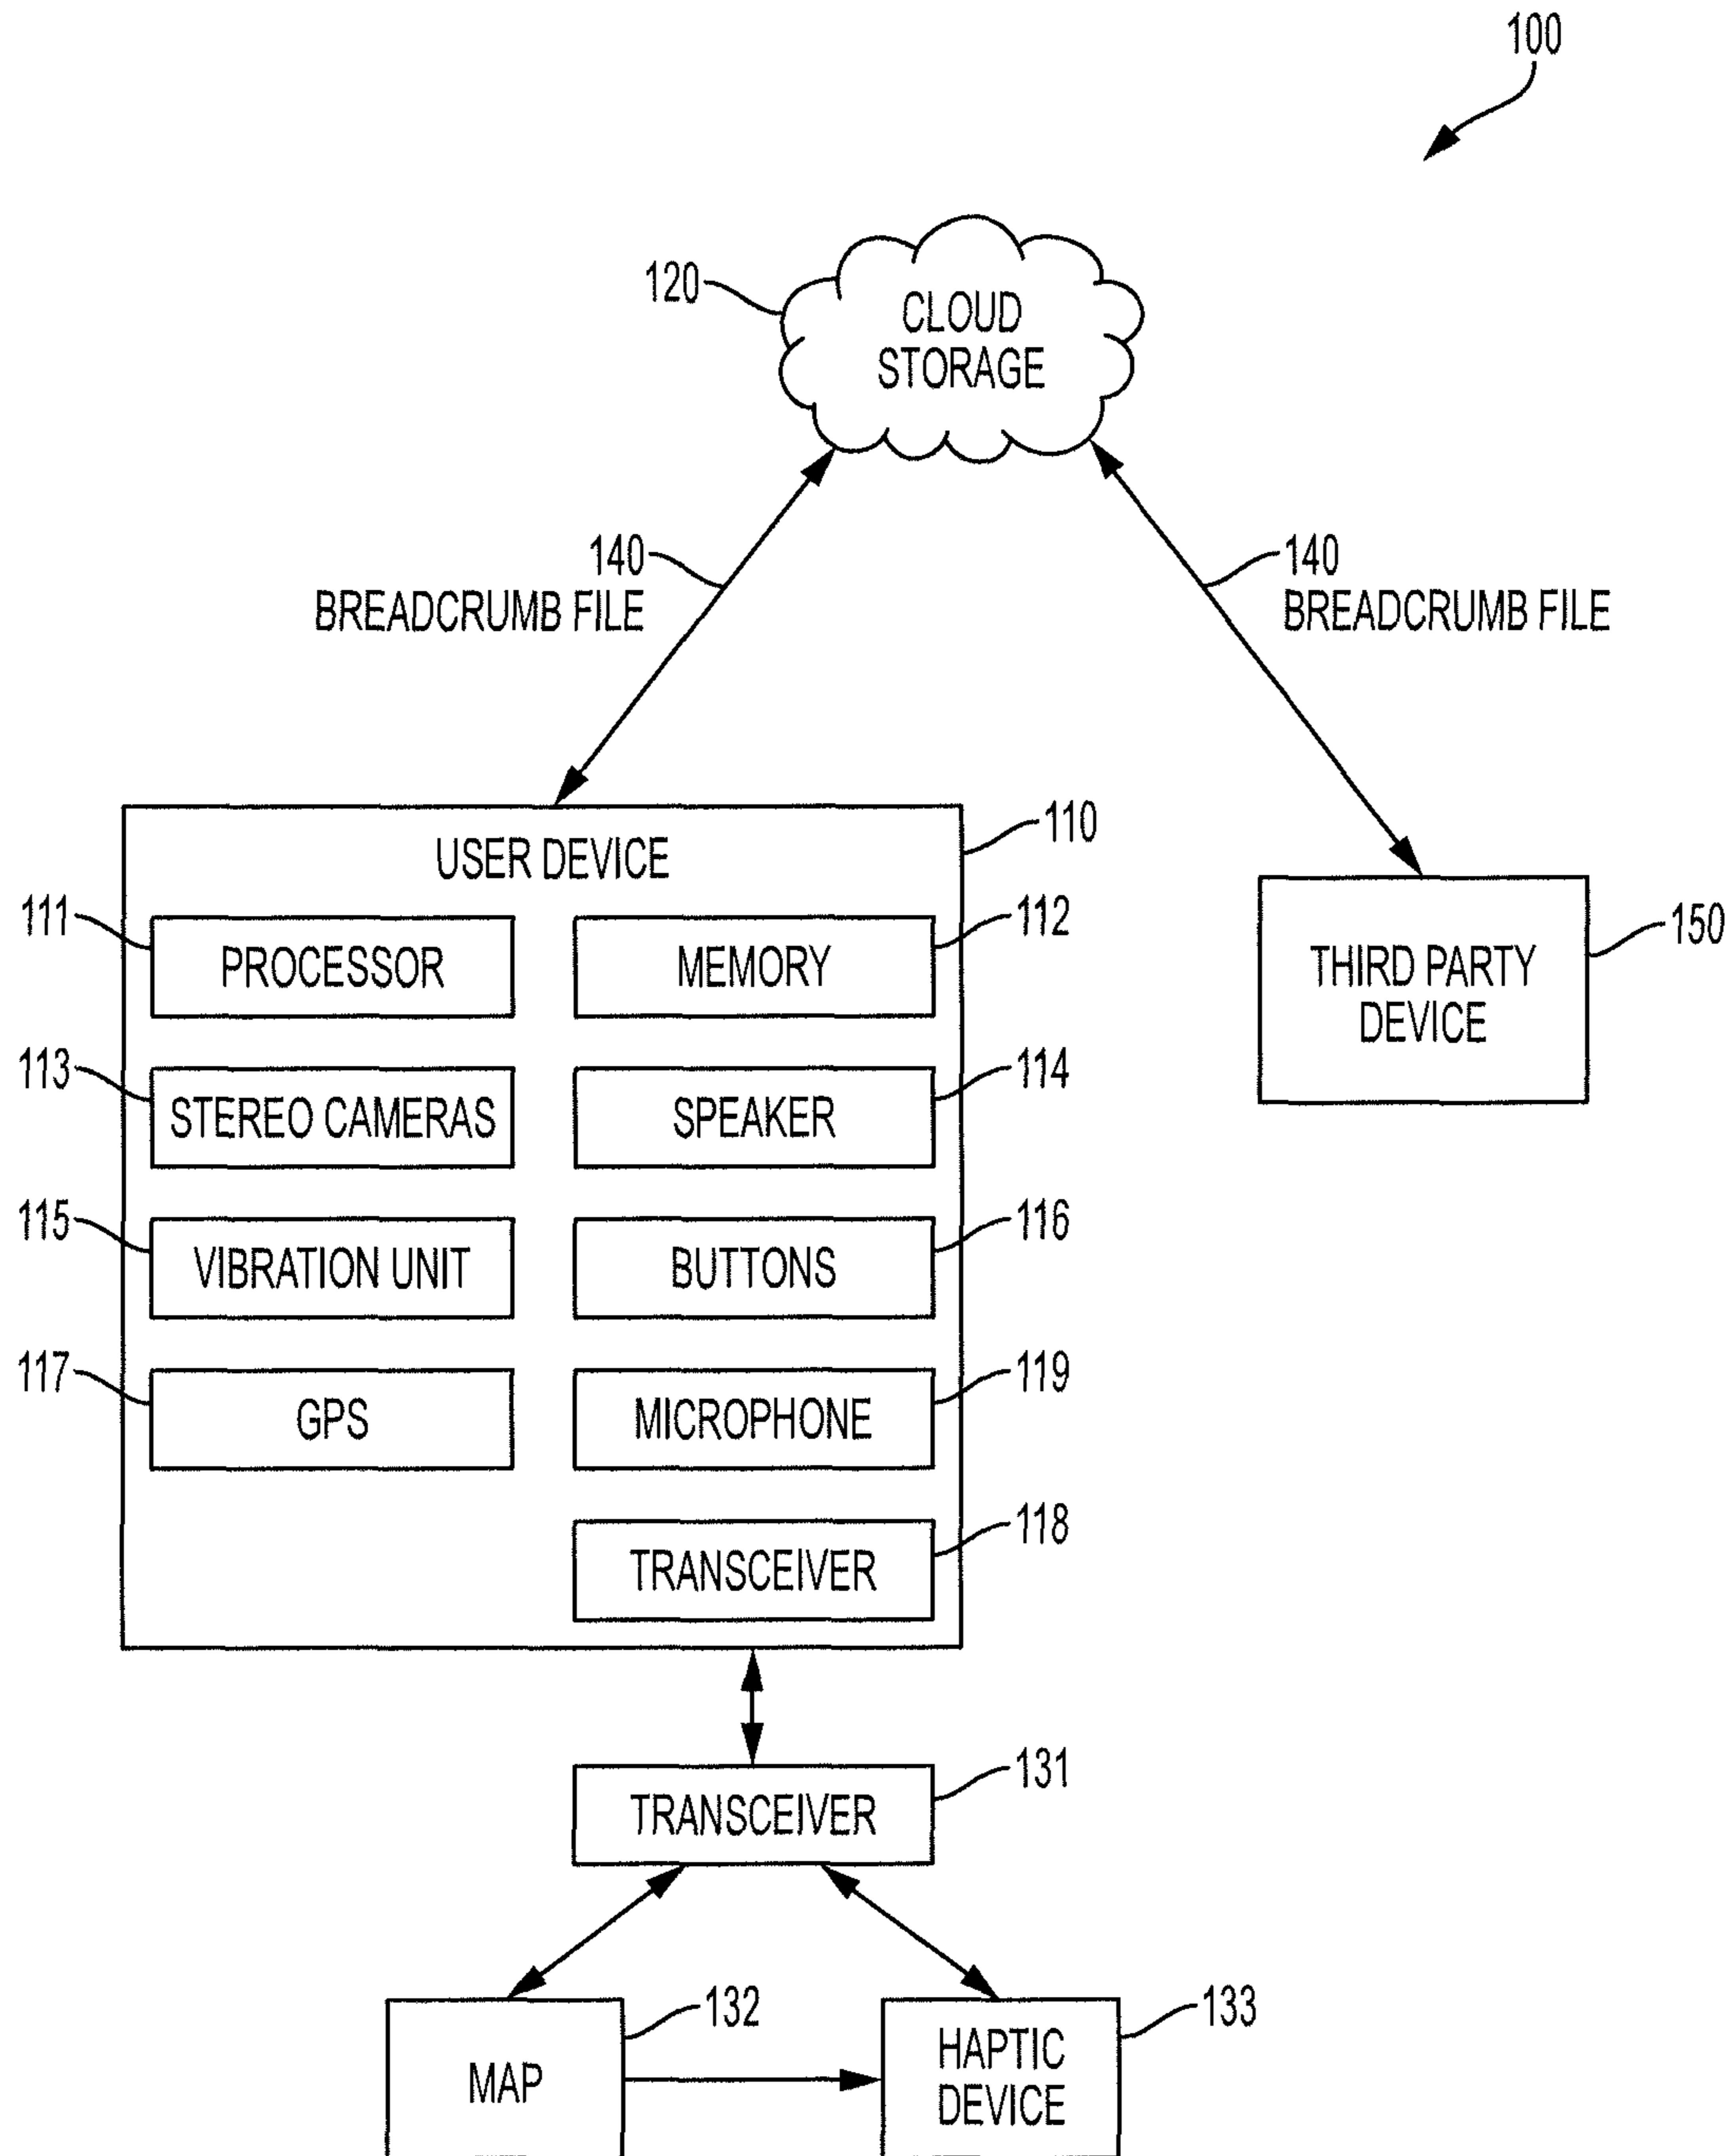 100
120
CLOUD
STORAGE
140
BREADCRUMB FILE
140
BREADCRUMB FILE
USER DEVICE
110
111
PROCESSOR
MEMORY
112
150
THIRD PARTY
DEVICE
113
STEREO CAMERAS
SPEAKER
114
115
VIBRATION UNIT
BUTTONS
116
117
GPS
MICROPHONE
119
TRANSCEIVER
118
TRANSCEIVER
131
MAP
132
HAPTIC
DEVICE
133